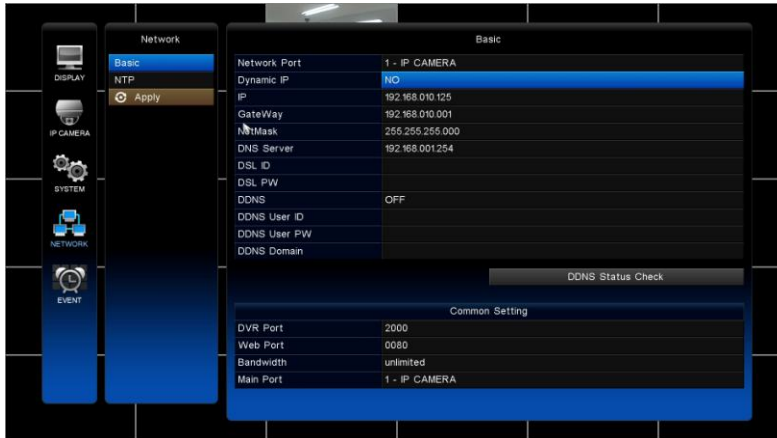 Network
Basic
DISPLAY
Basic
NTP
Apply
IP CAMERA
SYSTEM
NETWORK
EVENT
Network Port 1 - IP CAMERA
Dynamic IP NO
IP 192.168.010.125
GateWay 192.168.010.001
NetMask 255.255.255.000
DNS Server 192.168.001.254
DSL ID
DSL PW
DDNS OFF
DDNS User ID
DDNS User PW
DDNS Domain
DDNS Status Check
Common Setting
DVR Port 2000
Web Port 0080
Bandwidth unlimited
Main Port 1 - IP CAMERA